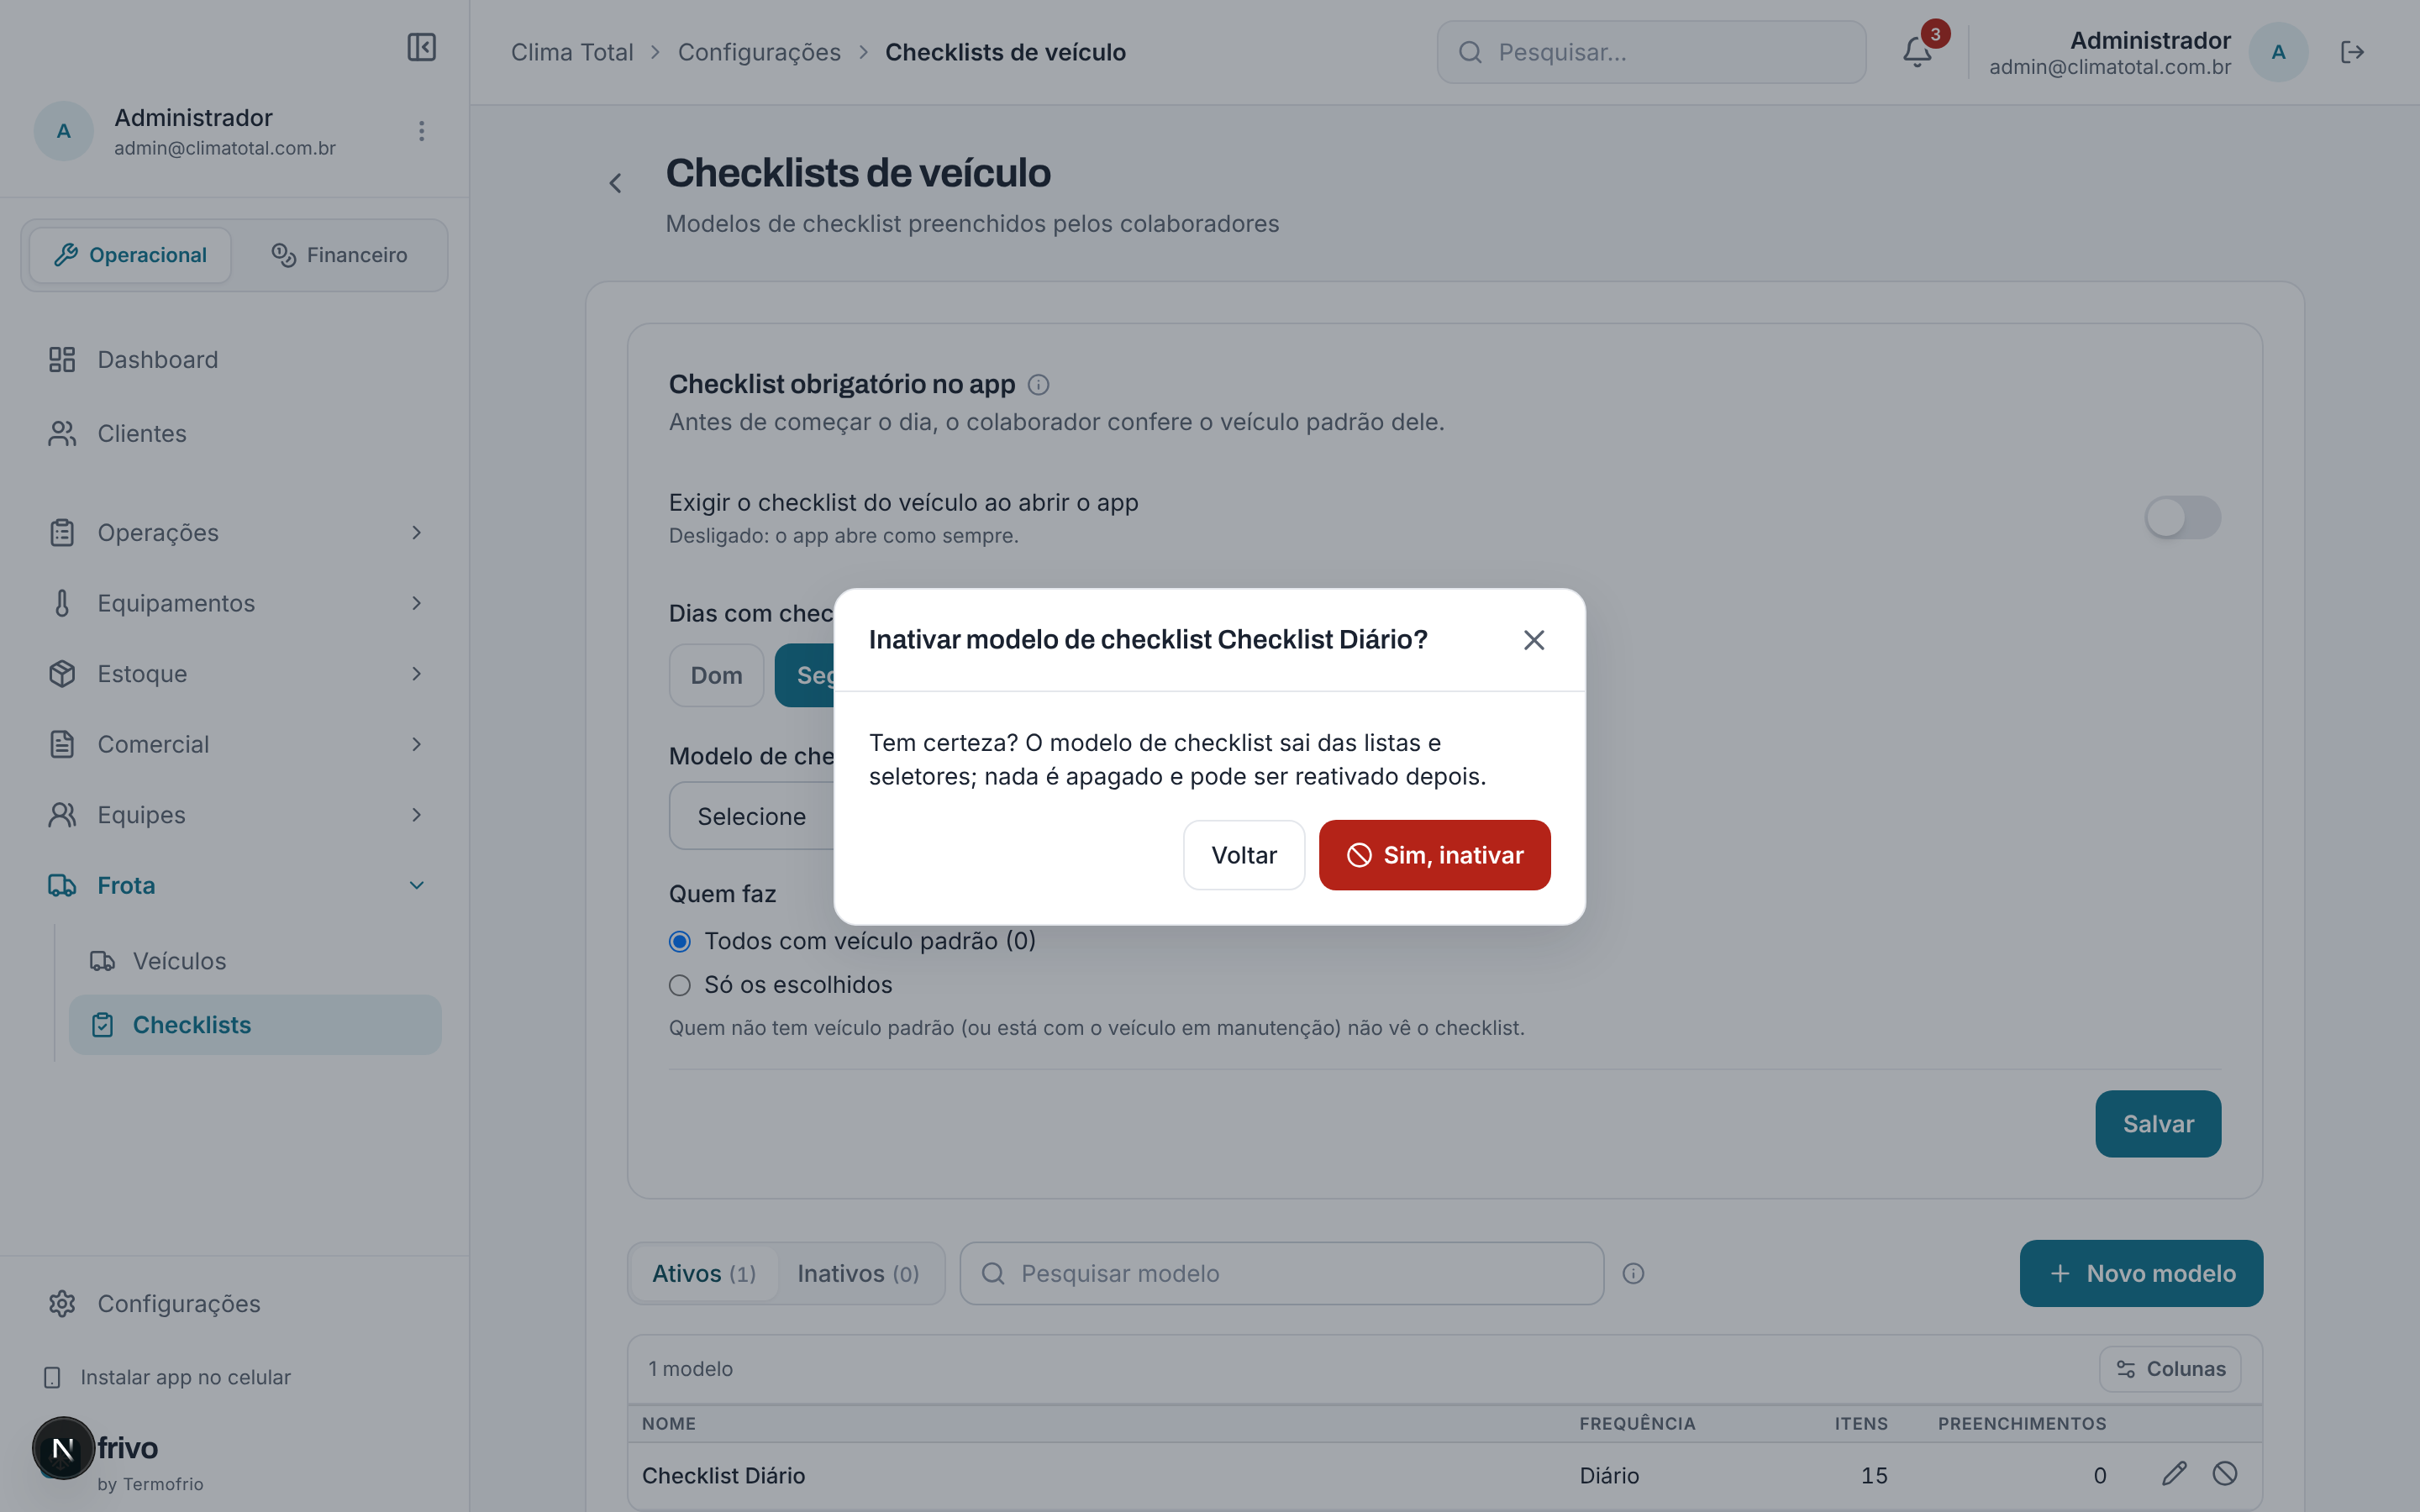 Clima Total
Configurações
Checklists de veículo
Pesquisar...
3
Administrador
admin@climatotal.com.br
A
A
Administrador
admin@climatotal.com.br
Operacional
Financeiro
Dashboard
Clientes
Operações
Equipamentos
Estoque
Comercial
Equipes
Frota
Veículos
Checklists
Configurações
Instalar app no celular
N
frivo
by Termofrio
Checklists de veículo
Modelos de checklist preenchidos pelos colaboradores
Checklist obrigatório no app
Antes de começar o dia, o colaborador confere o veículo padrão dele.
Exigir o checklist do veículo ao abrir o app
Desligado: o app abre como sempre.
Dias com chec
Dom
Seg
Modelo de che
Selecione
Inativar modelo de checklist Checklist Diário?
Tem certeza? O modelo de checklist sai das listas e
seletores; nada é apagado e pode ser reativado depois.
Voltar
Sim, inativar
Quem faz
Todos com veículo padrão (0)
Só os escolhidos
Quem não tem veículo padrão (ou está com o veículo em manutenção) não vê o checklist.
Salvar
Ativos (1)
Inativos (0)
Pesquisar modelo
Novo modelo
1 modelo
Colunas
NOME
FREQUÊNCIA
ITENS
PREENCHIMENTOS
Checklist Diário
Diário
15
0